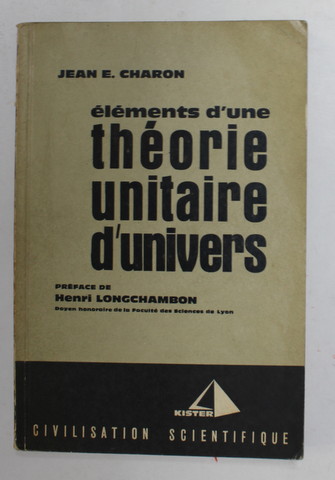 JEAN E. CHARON
éléments d'une
théorie
unitaire
d'univers
PRÉFACE DE
Henri LONGCHAMBON
Doyen honoraire de la Faculté des Sciences de Lyon
KISTER
CIVILISATION SCIENTIFIQUE